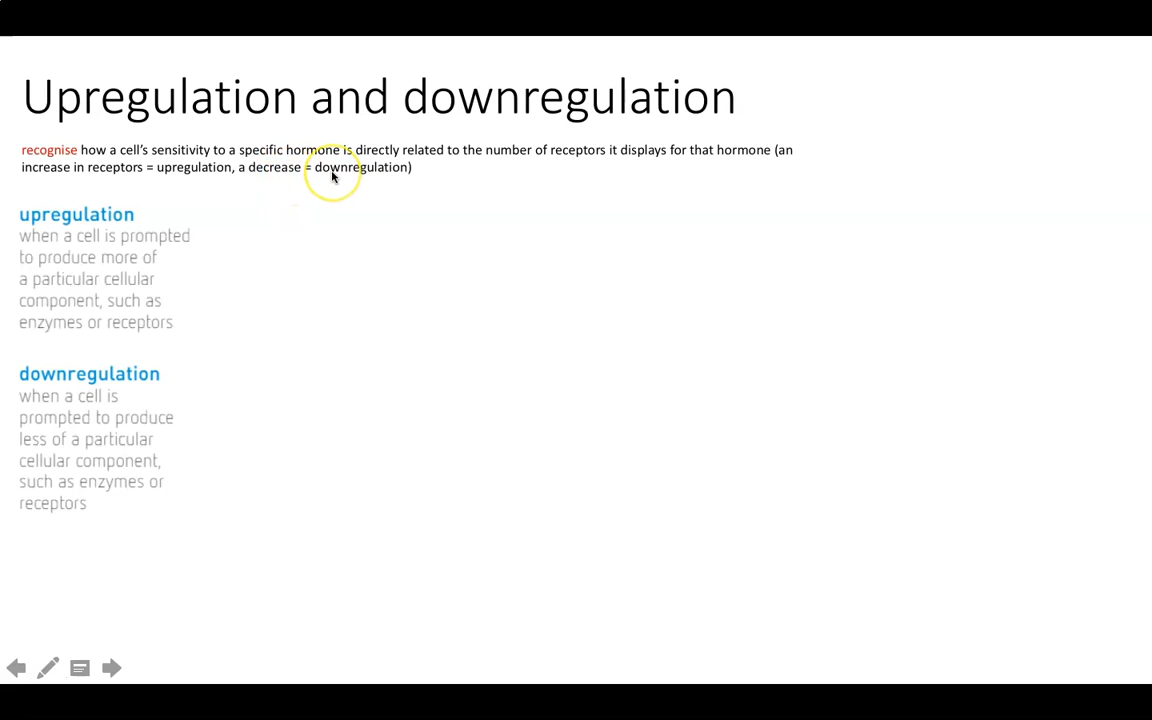 Upregulation and downregulation
recognise how a cell’s sensitivity to a specific hormone is directly related to the number of receptors it displays for that hormone (an
increase in receptors = upregulation, a decrease = downregulation)
upregulation
when a cell is prompted
to produce more of
a particular cellular
component, such as
enzymes or receptors
downregulation
when a cell is
prompted to produce
less of a particular
cellular component,
such as enzymes or
receptors